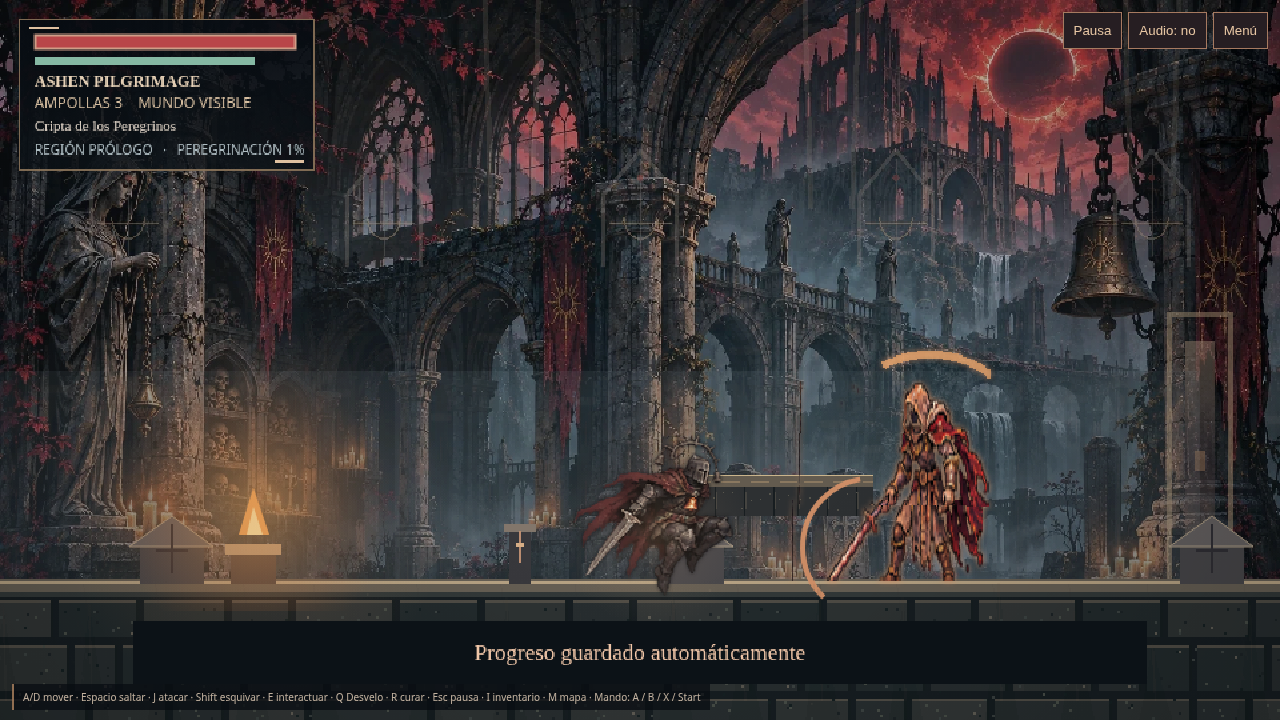 ASHEN PILGRIMAGE
AMPOLLAS 3 MUNDO VISIBLE
Cripta de los Peregrinos
REGIÓN PRÓLOGO · PEREGRINACIÓN 1%
Pausa
Audio: no
Menú
Progreso guardado automáticamente
A/D mover · Espacio saltar · J atacar · Shift esquivar · E interactuar · Q Desvelo · R curar · Esc pausa · I inventario · M mapa · Mando: A / B / X / Start